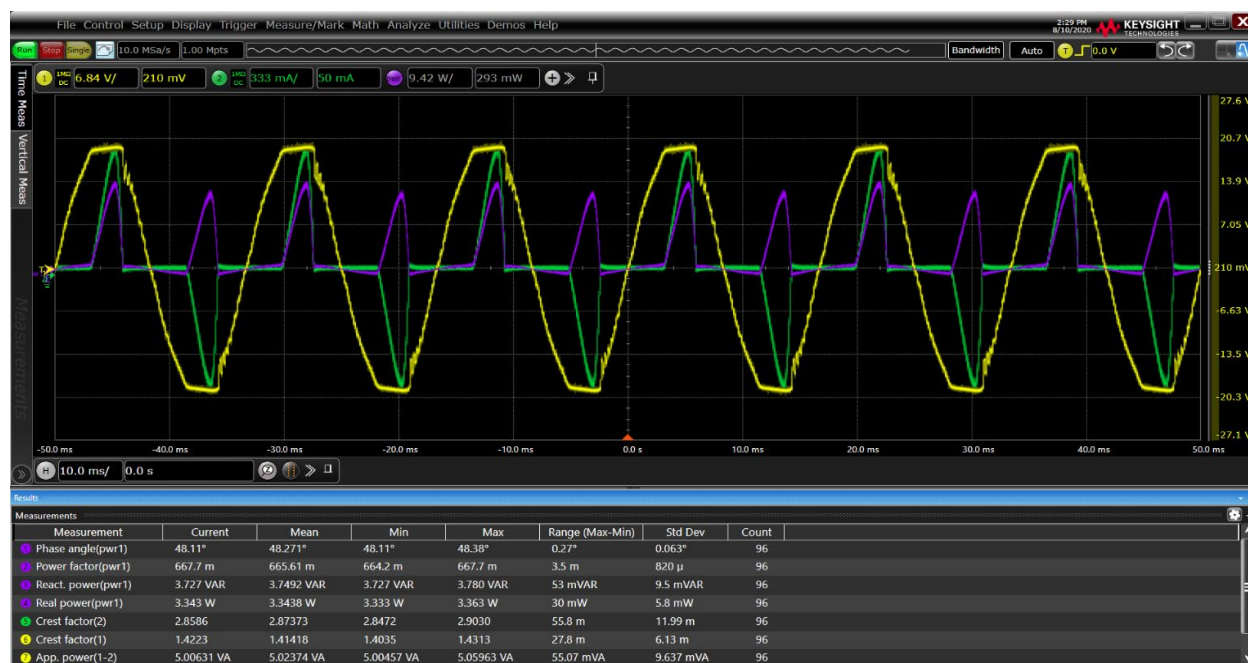 File Control Setup Display Trigger Measure/Mark Math Analyze Utilities Demos Help
2:29 PM
8/10/2020
KEYSIGHT
TECHNOLOGIES
Run Stop Single 10.0 MSa/s 1.00 Mpts Bandwidth Auto T 0.0 V
1 1MΩ DC 6.84 V/ 210 mV 2 1MΩ DC 333 mA/ 50 mA 9.42 W/ 293 mW
Time Meas
Vertical Meas
Measurements
27.6 V
20.7 V
13.9 V
7.05 V
210 mV
-6.63 V
-13.5 V
-20.3 V
-27.1 V
-50.0 ms -40.0 ms -30.0 ms -20.0 ms -10.0 ms 0.0 s 10.0 ms 20.0 ms 30.0 ms 40.0 ms 50.0 ms
H 10.0 ms/ 0.0 s
Results
Measurements
Measurement Current Mean Min Max Range (Max-Min) Std Dev Count
1 Phase angle(pwr1) 48.11° 48.271° 48.11° 48.38° 0.27° 0.063° 96
2 Power factor(pwr1) 667.7 m 665.61 m 664.2 m 667.7 m 3.5 m 820 µ 96
3 React. power(pwr1) 3.727 VAR 3.7492 VAR 3.727 VAR 3.780 VAR 53 mVAR 9.5 mVAR 96
4 Real power(pwr1) 3.343 W 3.3438 W 3.333 W 3.363 W 30 mW 5.8 mW 96
5 Crest factor(2) 2.8586 2.87373 2.8472 2.9030 55.8 m 11.99 m 96
6 Crest factor(1) 1.4223 1.41418 1.4035 1.4313 27.8 m 6.13 m 96
7 App. power(1-2) 5.00631 VA 5.02374 VA 5.00457 VA 5.05963 VA 55.07 mVA 9.637 mVA 96